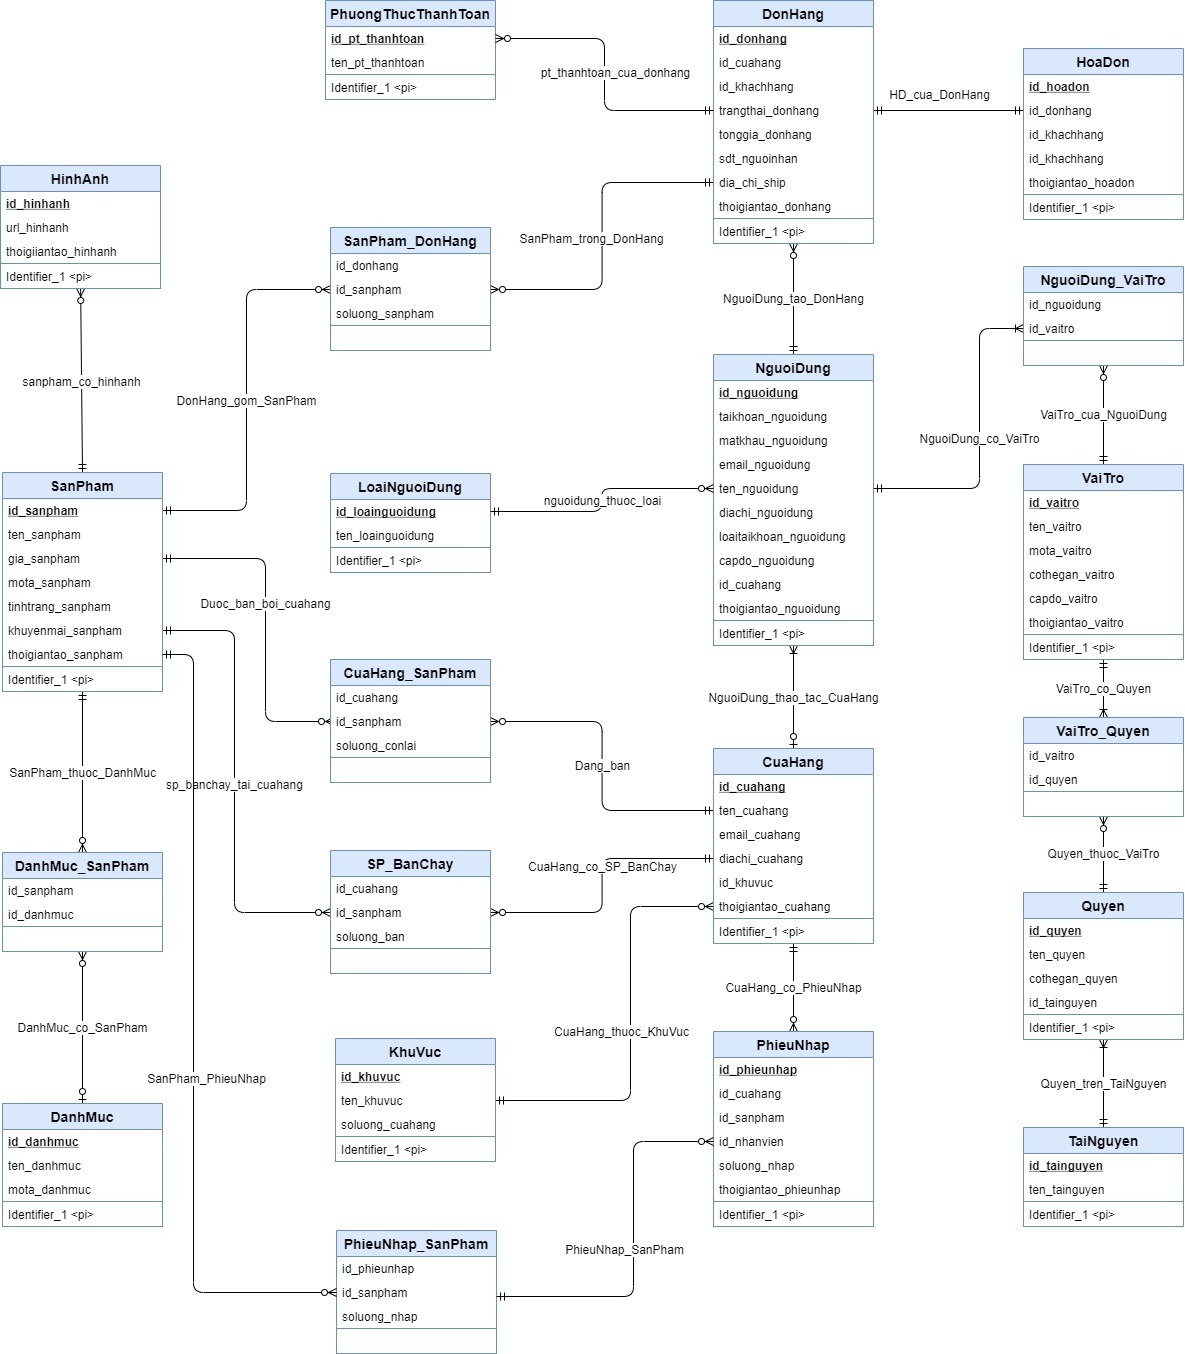 PhuongThucThanhToan
id_pt_thanhtoan
ten_pt_thanhtoan
Identifier_1 <pi>
pt_thanhtoan_cua_donhang
DonHang
id_donhang
id_cuahang
id_khachhang
trangthai_donhang
tonggia_donhang
sdt_nguoinhan
dia_chi_ship
thoigiantao_donhang
Identifier_1 <pi>
HD_cua_DonHang
HoaDon
id_hoadon
id_donhang
id_khachhang
id_khachhang
thoigiantao_hoadon
Identifier_1 <pi>
HinhAnh
id_hinhanh
url_hinhanh
thoigiiantao_hinhanh
Identifier_1 <pi>
sanpham_co_hinhanh
SanPham_DonHang
id_donhang
id_sanpham
soluong_sanpham
SanPham_trong_DonHang
DonHang_gom_SanPham
NguoiDung_tao_DonHang
NguoiDung_VaiTro
id_nguoidung
id_vaitro
VaiTro_cua_NguoiDung
NguoiDung_co_VaiTro
NguoiDung
id_nguoidung
taikhoan_nguoidung
matkhau_nguoidung
email_nguoidung
ten_nguoidung
diachi_nguoidung
loaitaikhoan_nguoidung
capdo_nguoidung
id_cuahang
thoigiantao_nguoidung
Identifier_1 <pi>
SanPham
id_sanpham
ten_sanpham
gia_sanpham
mota_sanpham
tinhtrang_sanpham
khuyenmai_sanpham
thoigiantao_sanpham
Identifier_1 <pi>
LoaiNguoiDung
id_loainguoidung
ten_loainguoidung
Identifier_1 <pi>
nguoidung_thuoc_loai
VaiTro
id_vaitro
ten_vaitro
mota_vaitro
cothegan_vaitro
capdo_vaitro
thoigiantao_vaitro
Identifier_1 <pi>
Duoc_ban_boi_cuahang
CuaHang_SanPham
id_cuahang
id_sanpham
soluong_conlai
NguoiDung_thao_tac_CuaHang
VaiTro_co_Quyen
VaiTro_Quyen
id_vaitro
id_quyen
SanPham_thuoc_DanhMuc
sp_banchay_tai_cuahang
Dang_ban
CuaHang
id_cuahang
ten_cuahang
email_cuahang
diachi_cuahang
id_khuvuc
thoigiantao_cuahang
Identifier_1 <pi>
DanhMuc_SanPham
id_sanpham
id_danhmuc
SP_BanChay
id_cuahang
id_sanpham
soluong_ban
CuaHang_co_SP_BanChay
Quyen_thuoc_VaiTro
Quyen
id_quyen
ten_quyen
cothegan_quyen
id_tainguyen
Identifier_1 <pi>
CuaHang_co_PhieuNhap
DanhMuc_co_SanPham
CuaHang_thuoc_KhuVuc
KhuVuc
id_khuvuc
ten_khuvuc
soluong_cuahang
Identifier_1 <pi>
PhieuNhap
id_phieunhap
id_cuahang
id_sanpham
id_nhanvien
soluong_nhap
thoigiantao_phieunhap
Identifier_1 <pi>
SanPham_PhieuNhap
Quyen_tren_TaiNguyen
DanhMuc
id_danhmuc
ten_danhmuc
mota_danhmuc
Identifier_1 <pi>
TaiNguyen
id_tainguyen
ten_tainguyen
Identifier_1 <pi>
PhieuNhap_SanPham
id_phieunhap
id_sanpham
soluong_nhap
PhieuNhap_SanPham